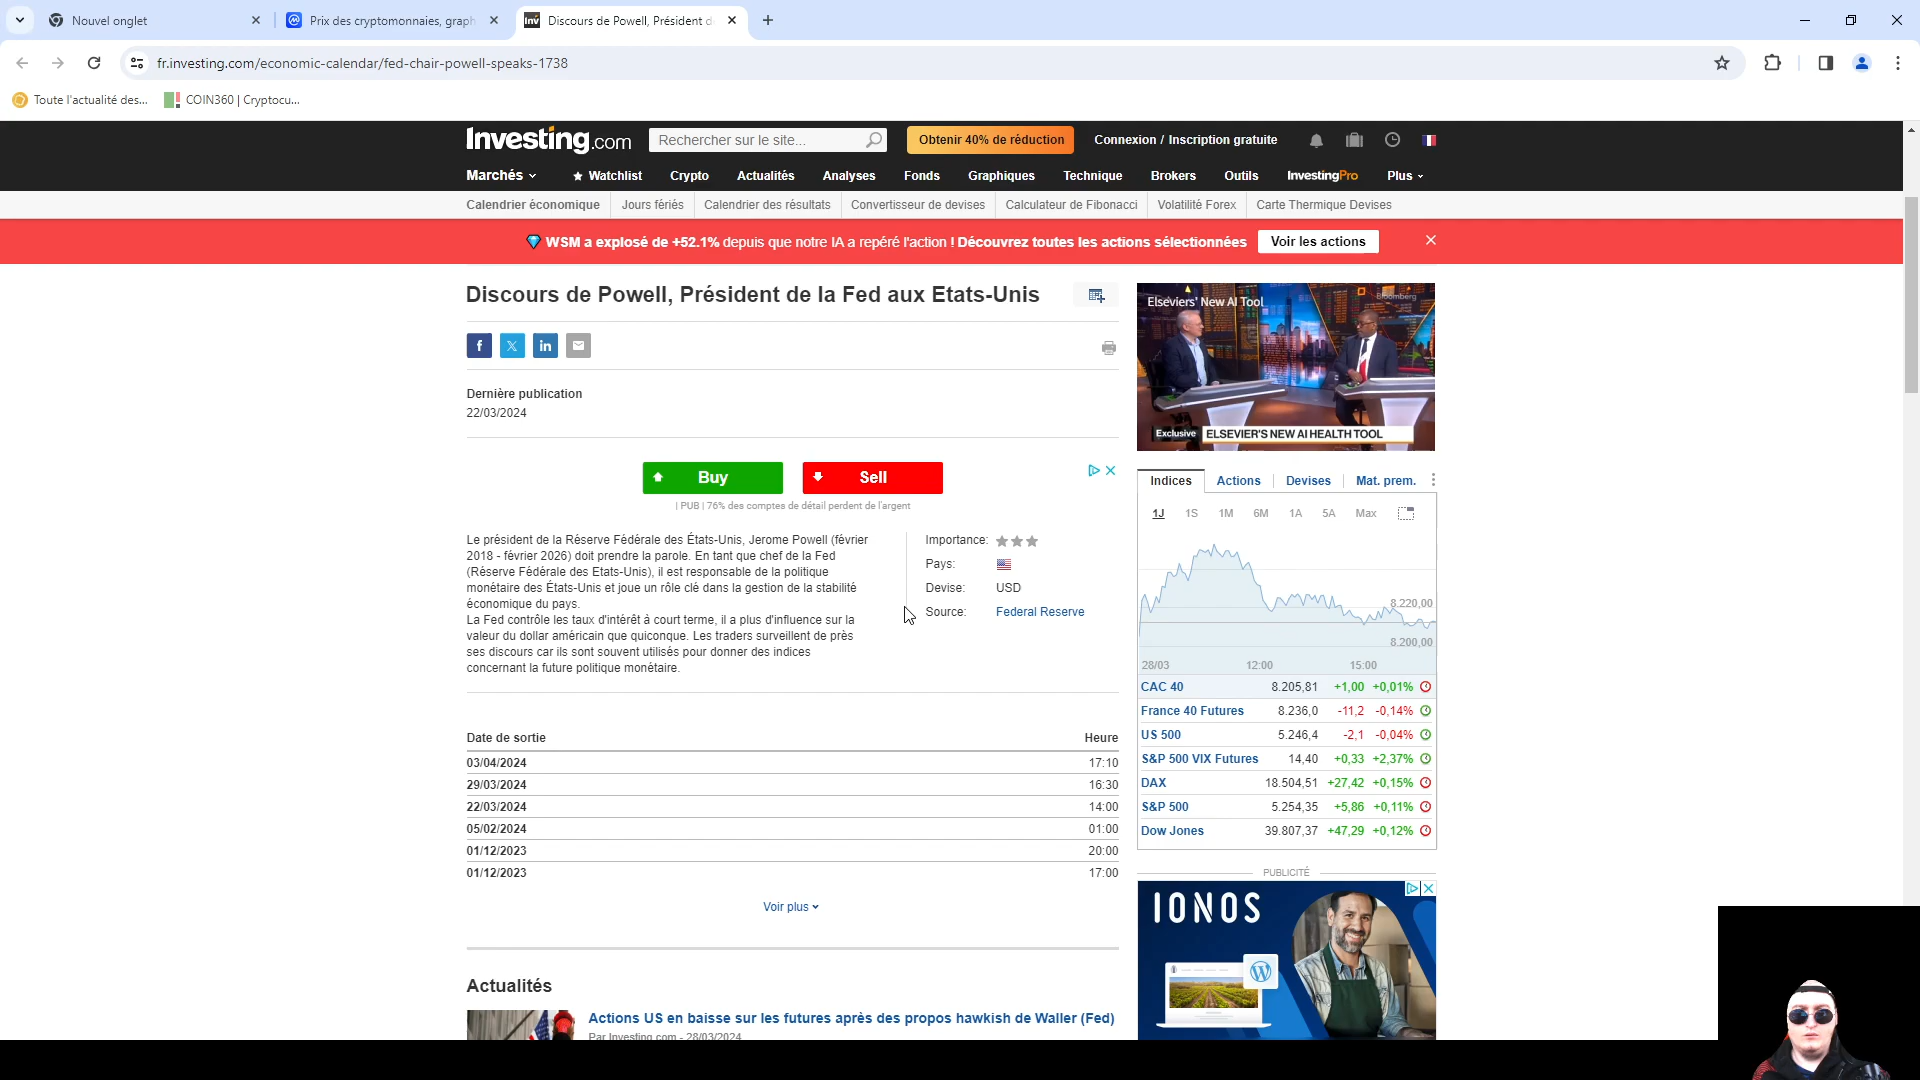 Nouvel onglet
Prix des cryptomonnaies, graph
Discours de Powell, Président d
fr.investing.com/economic-calendar/fed-chair-powell-speaks-1738
Toute l'actualité des...
COIN360 | Cryptocu...
Investing.com
Rechercher sur le site...
Obtenir 40% de réduction
Connexion / Inscription gratuite
Marchés
Watchlist
Crypto
Actualités
Analyses
Fonds
Graphiques
Technique
Brokers
Outils
InvestingPro
Plus
Calendrier économique
Jours fériés
Calendrier des résultats
Convertisseur de devises
Calculateur de Fibonacci
Volatilité Forex
Carte Thermique Devises
WSM a explosé de +52.1% depuis que notre IA a repéré l'action ! Découvrez toutes les actions sélectionnées
Voir les actions
Discours de Powell, Président de la Fed aux Etats-Unis
Dernière publication
22/03/2024
Buy
Sell
| PUB | 76% des comptes de détail perdent de l'argent
Le président de la Réserve Fédérale des États-Unis, Jerome Powell (février
2018 - février 2026) doit prendre la parole. En tant que chef de la Fed
(Réserve Fédérale des Etats-Unis), il est responsable de la politique
monétaire des États-Unis et joue un rôle clé dans la gestion de la stabilité
économique du pays.
La Fed contrôle les taux d'intérêt à court terme, il a plus d'influence sur la
valeur du dollar américain que quiconque. Les traders surveillent de près
ses discours car ils sont souvent utilisés pour donner des indices
concernant la future politique monétaire.
Importance:
Pays:
Devise: USD
Source: Federal Reserve
Date de sortie Heure
03/04/2024 17:10
29/03/2024 16:30
22/03/2024 14:00
05/02/2024 01:00
01/12/2023 20:00
01/12/2023 17:00
Voir plus
Actualités
Actions US en baisse sur les futures après des propos hawkish de Waller (Fed)
Par Investing.com - 28/03/2024
Elseviers' New AI Tool
Bloomberg
Exclusive ELSEVIER'S NEW AI HEALTH TOOL
Indices
Actions
Devises
Mat. prem.
1J 1S 1M 6M 1A 5A Max
8.220,00
8.200,00
28/03 12:00 15:00
CAC 40 8.205,81 +1,00 +0,01%
France 40 Futures 8.236,0 -11,2 -0,14%
US 500 5.246,4 -2,1 -0,04%
S&P 500 VIX Futures 14,40 +0,33 +2,37%
DAX 18.504,51 +27,42 +0,15%
S&P 500 5.254,35 +5,86 +0,11%
Dow Jones 39.807,37 +47,29 +0,12%
PUBLICITÉ
IONOS